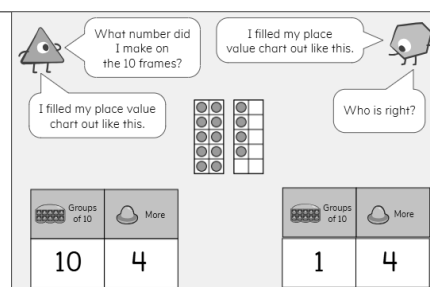 What number did
I make on
the 10 frames?
I filled my place
value chart out like this.
I filled my place value
chart out like this.
Who is right?
Groups
of 10
More
10
4
Groups
of 10
More
1
4